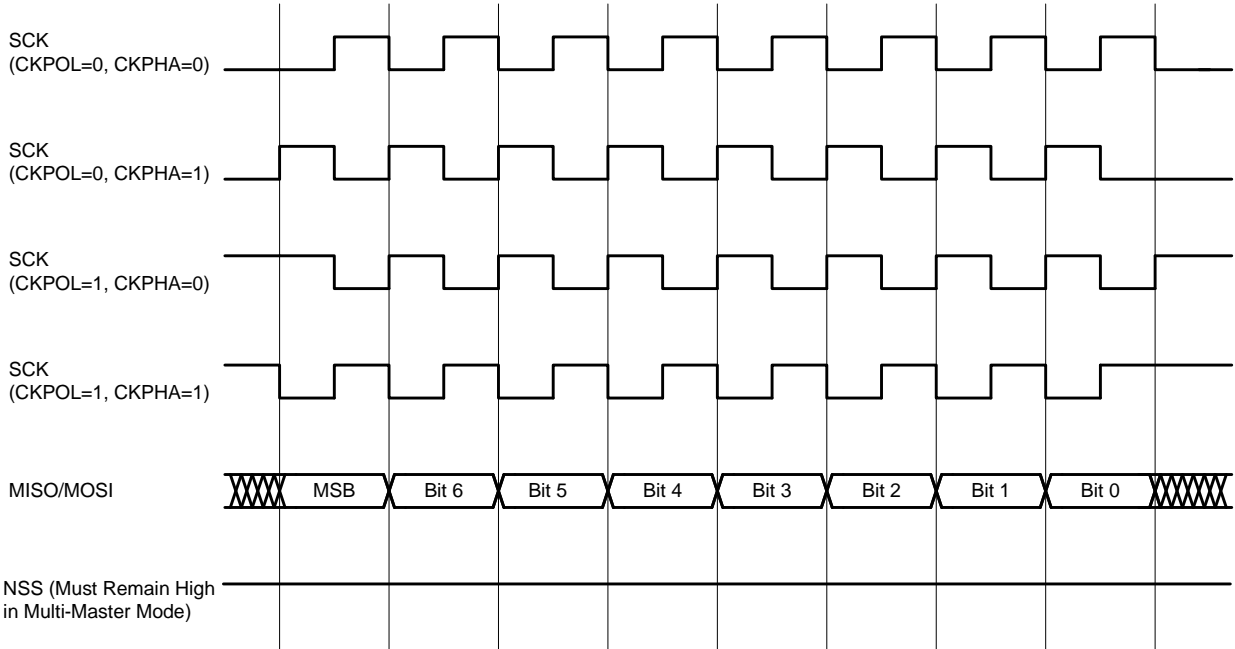 SCK
(CKPOL=0, CKPHA=0)
SCK
(CKPOL=0, CKPHA=1)
SCK
(CKPOL=1, CKPHA=0)
SCK
(CKPOL=1, CKPHA=1)
MISO/MOSI
MSB Bit 6 Bit 5 Bit 4 Bit 3 Bit 2 Bit 1 Bit 0
NSS (Must Remain High
in Multi-Master Mode)